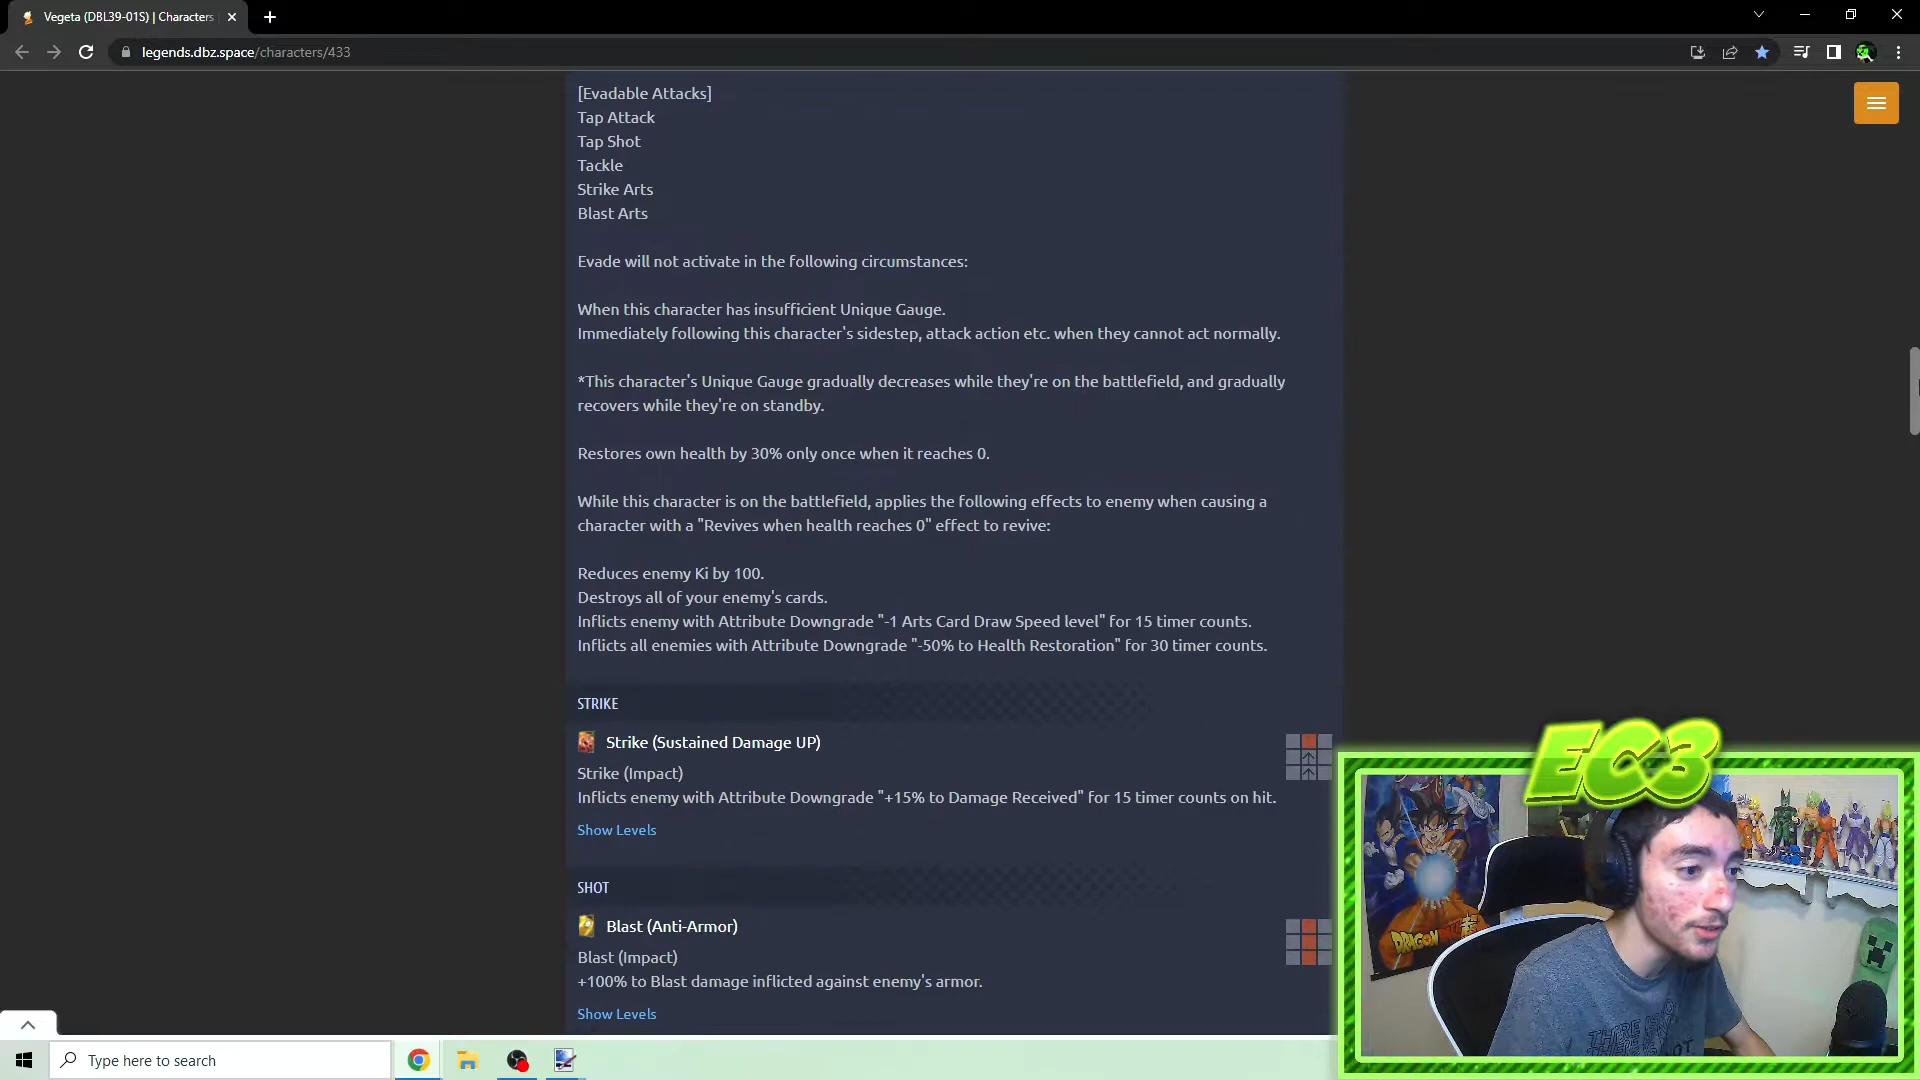 Vegeta (DBL39-01S) | Characters
legends.dbz.space/characters/433
[Evadable Attacks]
Tap Attack
Tap Shot
Tackle
Strike Arts
Blast Arts
Evade will not activate in the following circumstances:
When this character has insufficient Unique Gauge.
Immediately following this character's sidestep, attack action etc. when they cannot act normally.
*This character's Unique Gauge gradually decreases while they're on the battlefield, and gradually
recovers while they're on standby.
Restores own health by 30% only once when it reaches 0.
While this character is on the battlefield, applies the following effects to enemy when causing a
character with a "Revives when health reaches 0" effect to revive:
Reduces enemy Ki by 100.
Destroys all of your enemy's cards.
Inflicts enemy with Attribute Downgrade "-1 Arts Card Draw Speed level" for 15 timer counts.
Inflicts all enemies with Attribute Downgrade "-50% to Health Restoration" for 30 timer counts.
STRIKE
Strike (Sustained Damage UP)
Strike (Impact)
Inflicts enemy with Attribute Downgrade "+15% to Damage Received" for 15 timer counts on hit.
Show Levels
SHOT
Blast (Anti-Armor)
Blast (Impact)
+100% to Blast damage inflicted against enemy's armor.
Show Levels
EC3
DRAGON BALL
SUPER
THERE IS
NOT
Type here to search